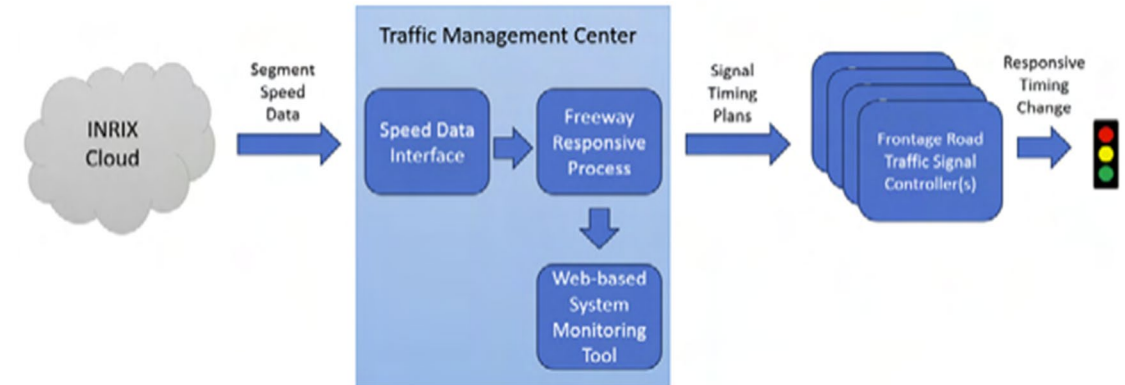 Traffic Management Center
INRIX
Cloud
Segment
Speed
Data
Speed Data
Interface
Freeway
Responsive
Process
Web-based
System
Monitoring
Tool
Signal
Timing
Plans
Frontage Road
Traffic Signal
Controller(s)
Responsive
Timing
Change